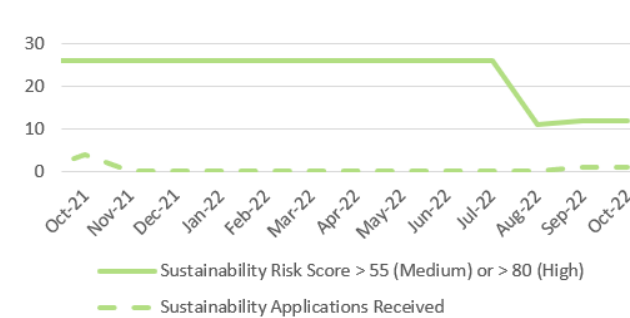 30
20
10
0
Oct-21
Nov-21
Dec-21
Jan-22
Feb-22
Mar-22
Apr-22
May-22
Jun-22
Jul-22
Aug-22
Sep-22
Oct-22
Sustainability Risk Score > 55 (Medium) or > 80 (High)
Sustainability Applications Received